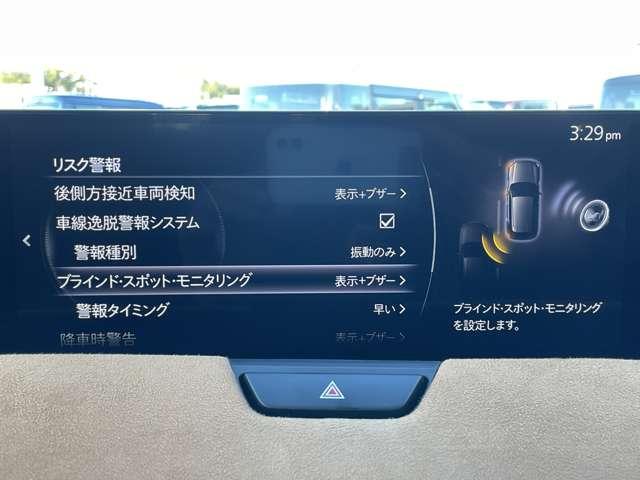 3:29 pm
リスク警報
後側方接近車両検知 表示+ブザー
車線逸脱警報システム
警報種別 振動のみ
ブラインド・スポット・モニタリング 表示+ブザー
警報タイミング 早い
降車時警告 表示+ブザー
ブラインド・スポット・モニタリング
を設定します。